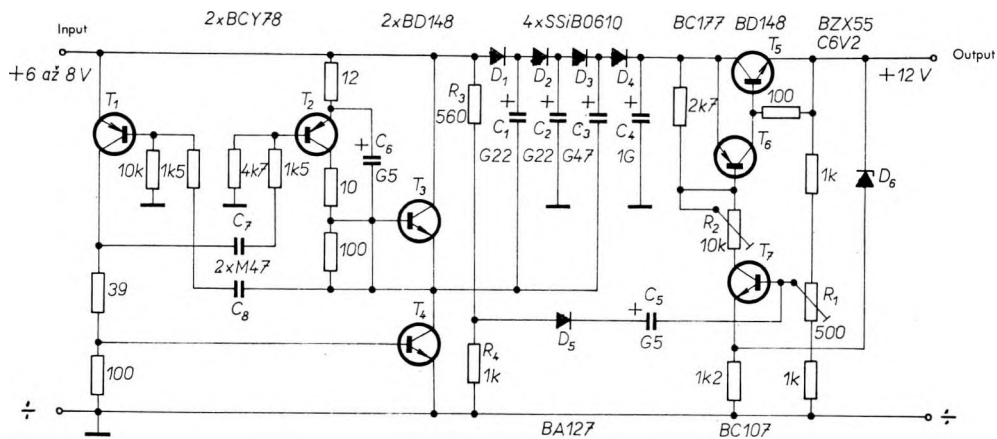 2xBCY78 2xBD148 4xSSiB0610 BC177 BD148 BZX55
C6V2
Input Output
+6 až 8V +12 V
T1 T2 12 R3 560 D1 D2 D3 D4 T5
2k7 100
C1 G22 C2 G22 C3 G47 C4 1G
10k 1k5 4k7 1k5 C6 G5 T6
10 T3 1k D6
C7 R2 10k
2xM47 100 T7
39 C8
T4 D5 C5 G5 R1 500
100 R4 1k 1k2 1k
÷ ÷
BA127 BC107